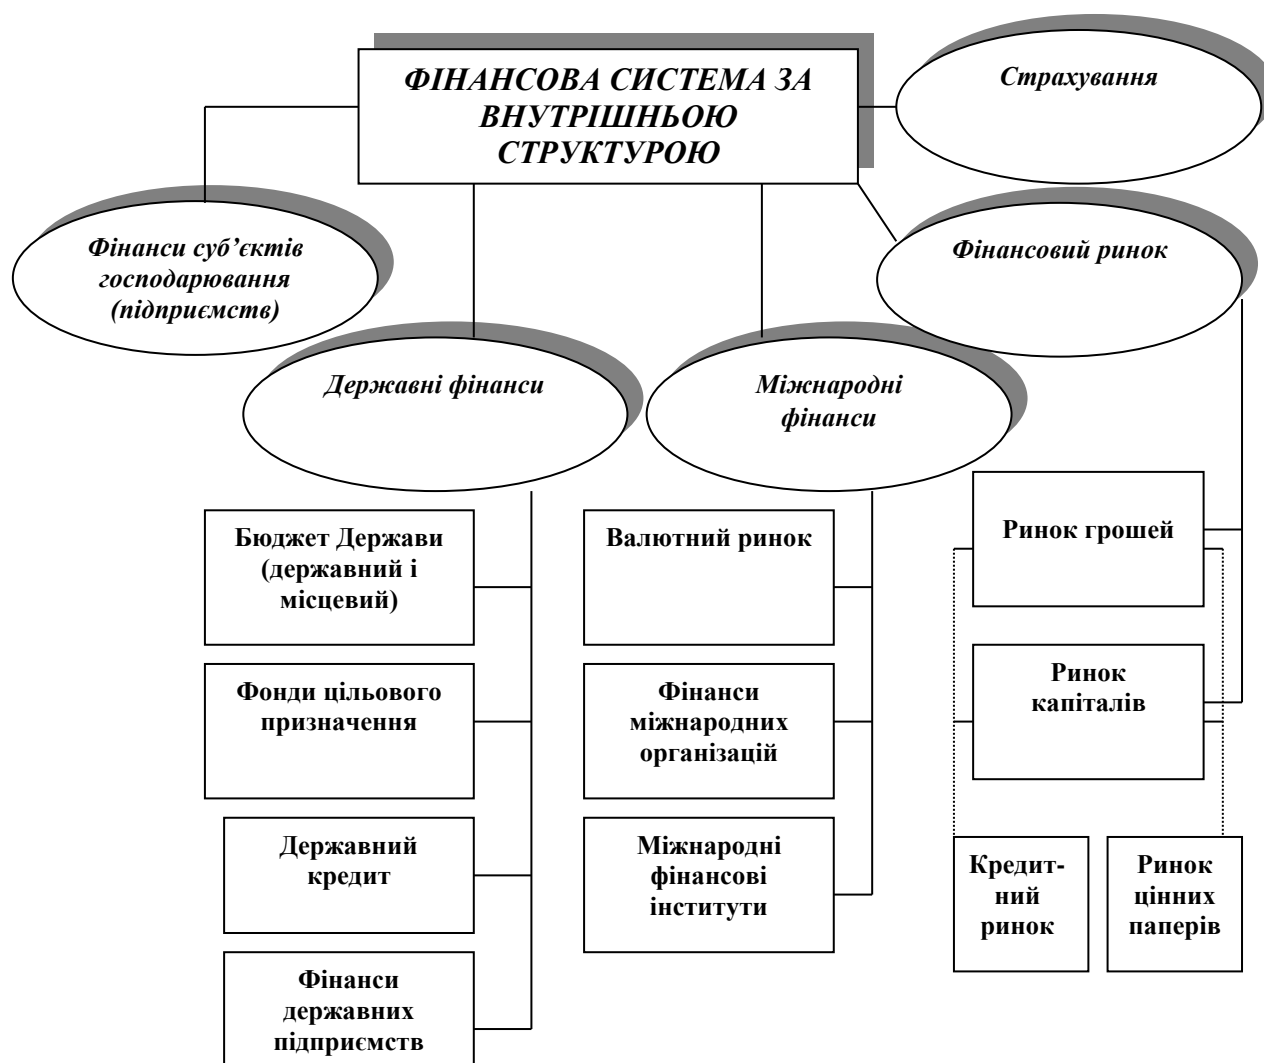 ФІНАНСОВА СИСТЕМА ЗА
ВНУТРІШНЬОЮ
СТРУКТУРОЮ
Страхування
Фінанси суб’єктів
господарювання
(підприємств)
Фінансовий ринок
Державні фінанси
Міжнародні
фінанси
Бюджет Держави
(державний і
місцевий)
Валютний ринок
Ринок грошей
Фонди цільового
призначення
Фінанси
міжнародних
організацій
Ринок
капіталів
Державний
кредит
Міжнародні
фінансові
інститути
Кредит-
ний
ринок
Ринок
цінних
паперів
Фінанси
державних
підприємств